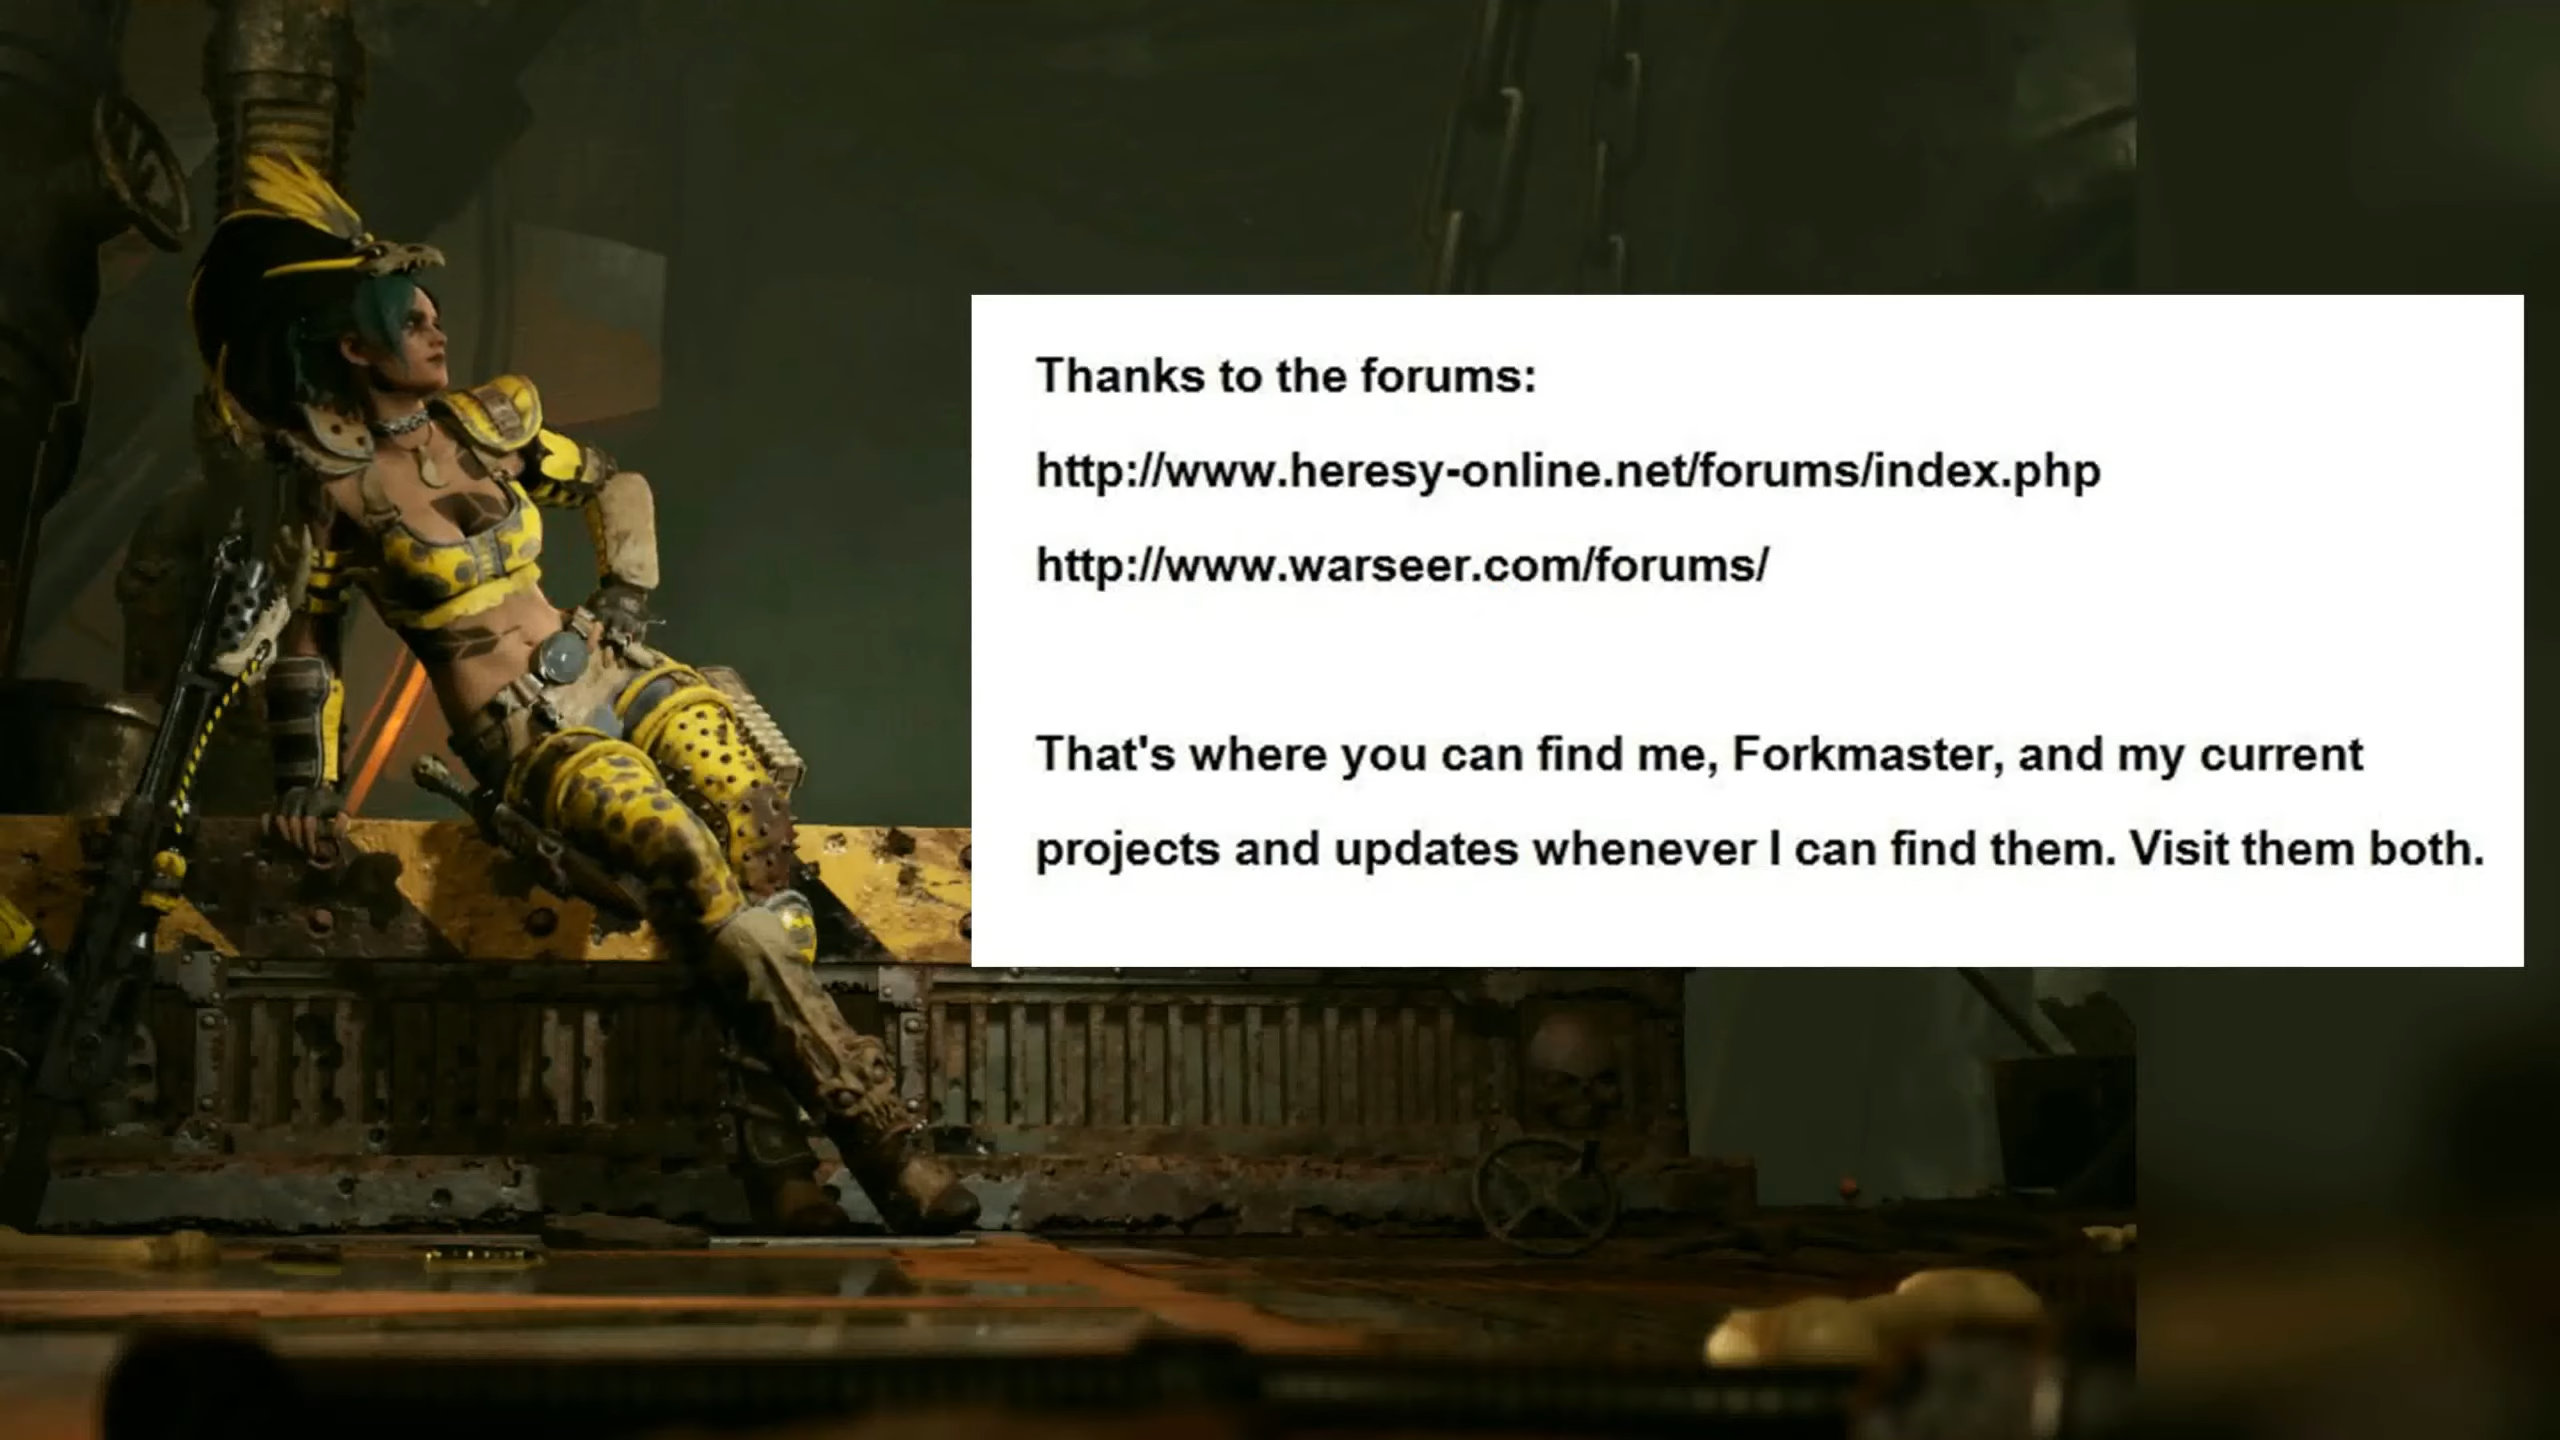 Thanks to the forums:
http://www.heresy-online.net/forums/index.php
http://www.warseer.com/forums/
That's where you can find me, Forkmaster, and my current
projects and updates whenever I can find them. Visit them both.